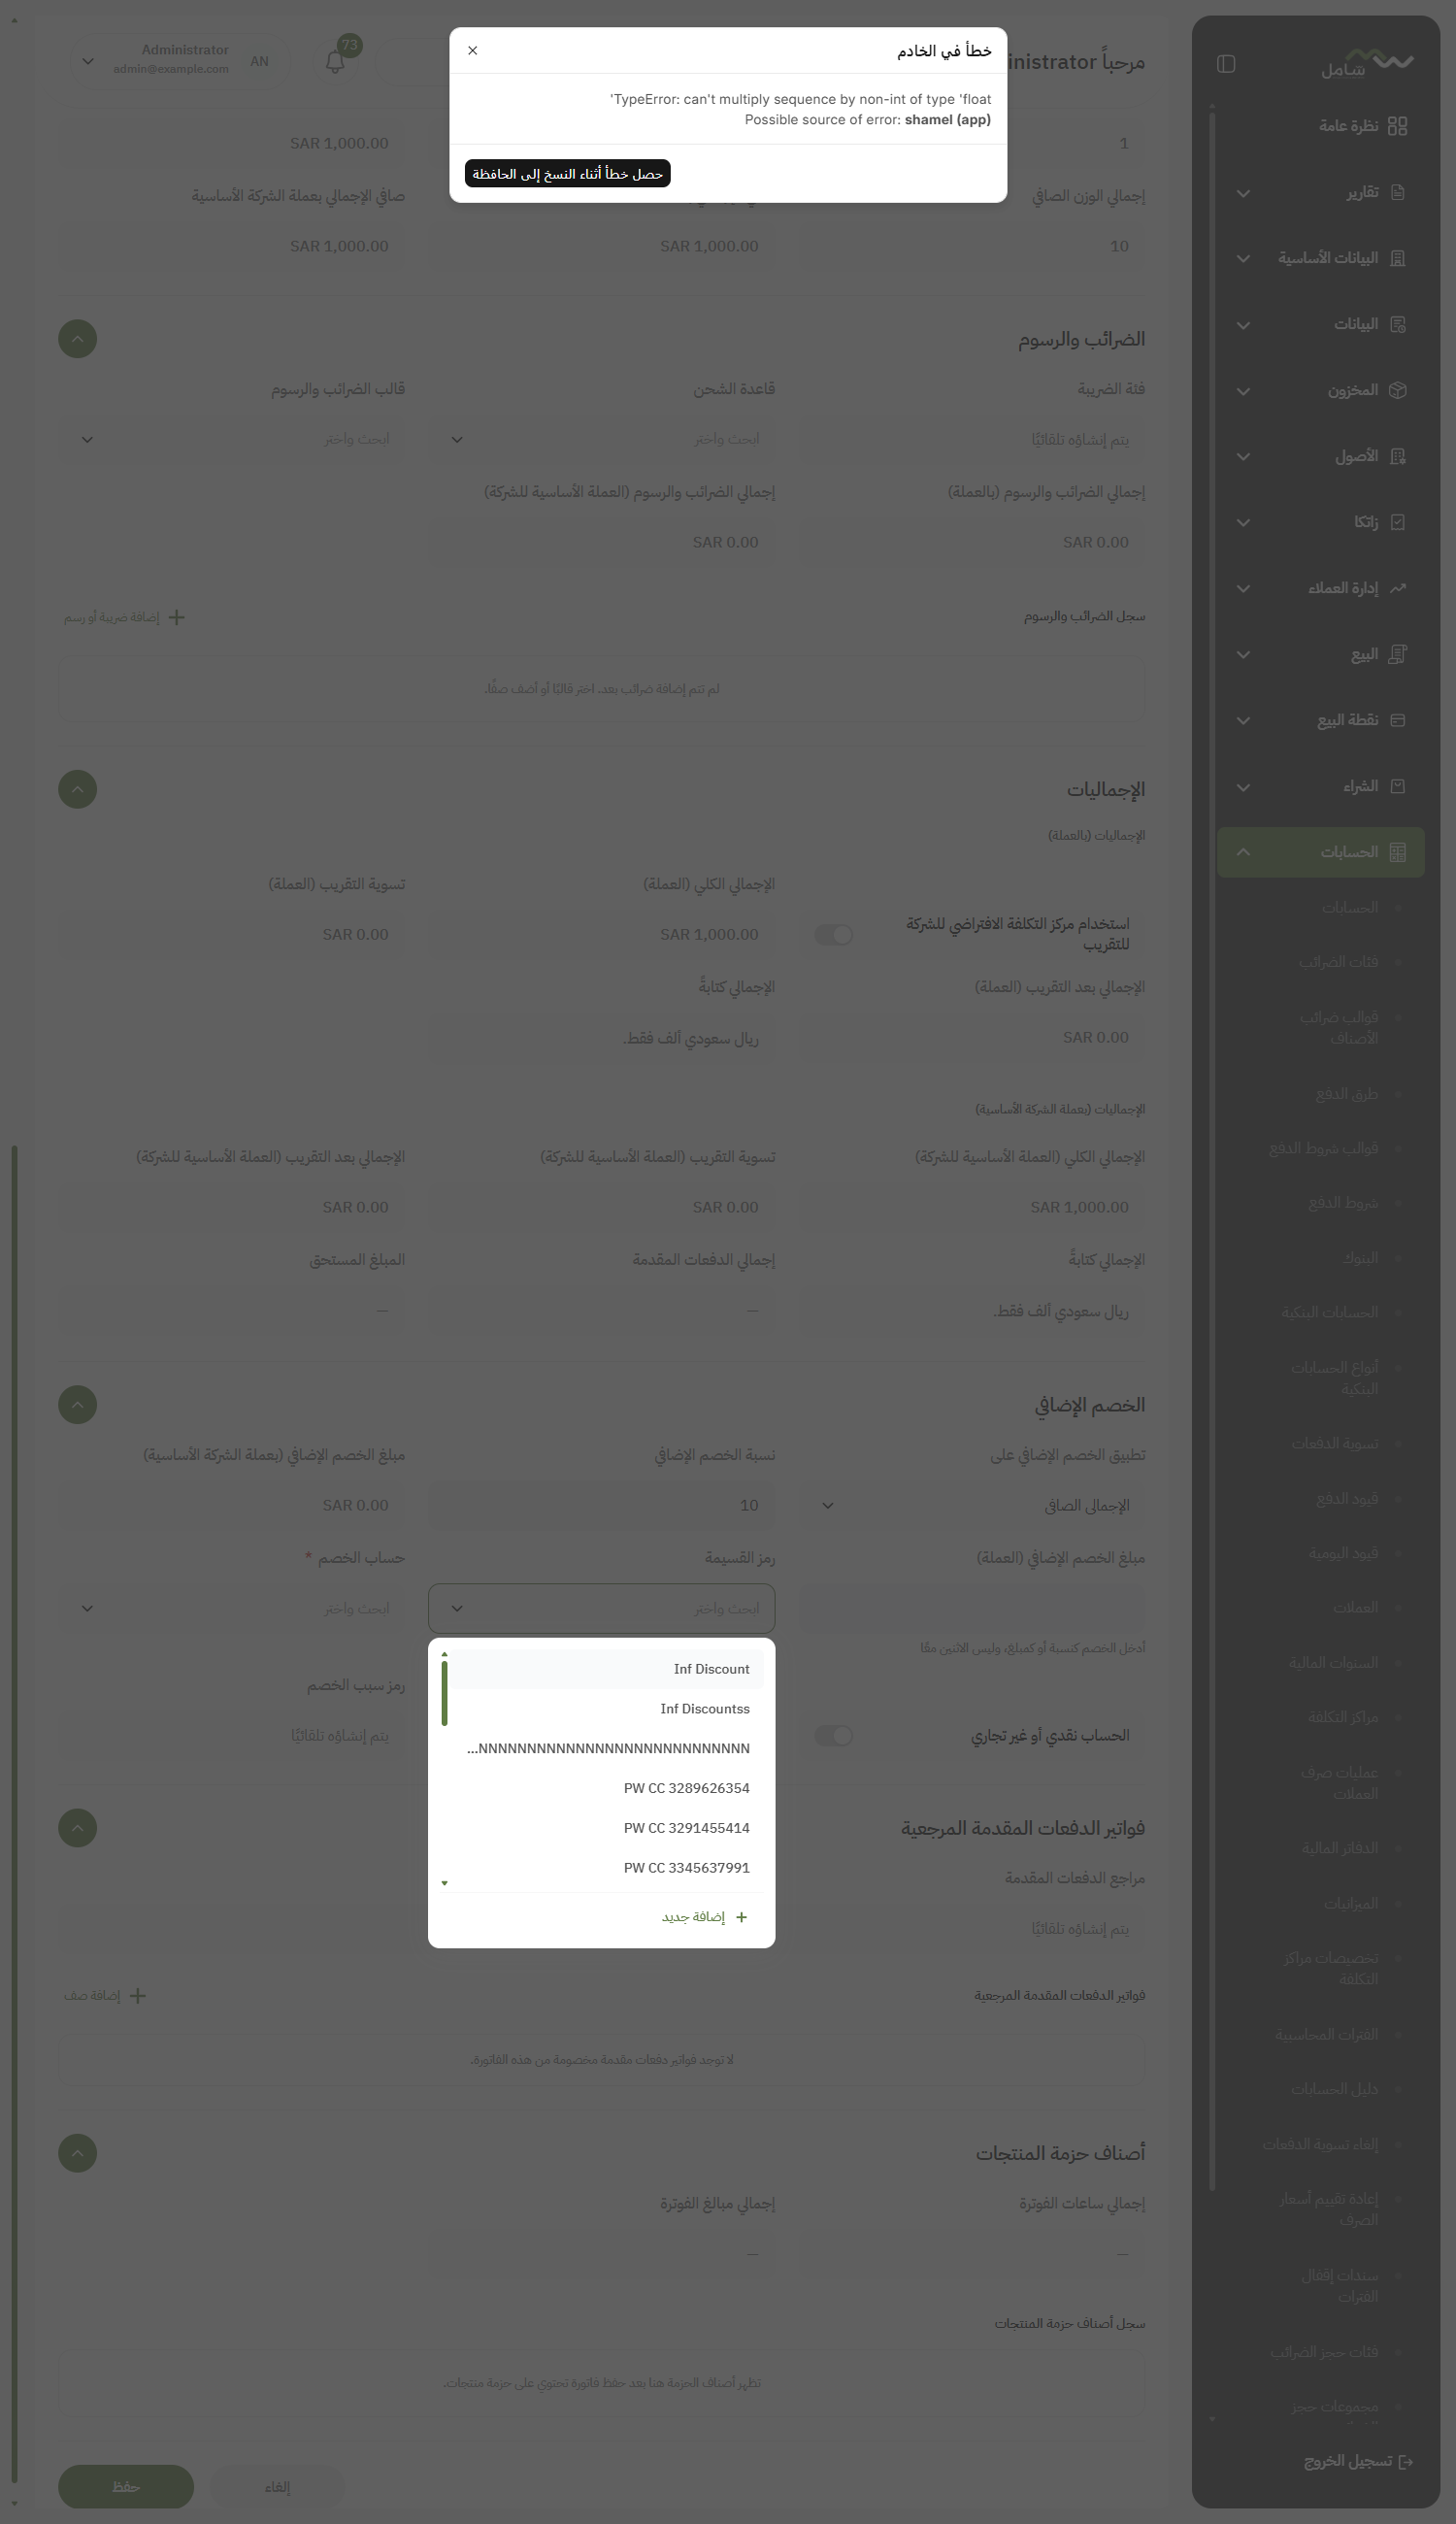 خطأ في الخادم
TypeError: can't multiply sequence by non-int of type 'float'
Possible source of error: shamel (app)
حصل خطأ أثناء النسخ إلى الحافظة
شامل
نظرة عامة
تقارير
البيانات الأساسية
البيانات
المخزون
الأصول
زاتكا
إدارة العملاء
البيع
نقطة البيع
الشراء
الحسابات
الحسابات
فئات الضرائب
قوالب ضرائب
الأصناف
طرق الدفع
قوالب شروط الدفع
شروط الدفع
البنوك
الحسابات البنكية
أنواع الحسابات
البنكية
تسوية الدفعات
قيود الدفع
قيود اليومية
العملات
السنوات المالية
مراكز التكلفة
عمليات صرف
العملات
الدفاتر المالية
الميزانيات
تخصيصات مراكز
التكلفة
الفترات المحاسبية
دليل الحسابات
إلغاء تسوية الدفعات
إعادة تقييم أسعار
الصرف
سندات إقفال
الفترات
فئات حجز الضرائب
مجموعات حجز
تسجيل الخروج
مرحباً
inistrator
73
AN
Administrator
admin@example.com
1
SAR 1,000.00
إجمالي الوزن الصافي
صافي الإجمالي بعملة الشركة الأساسية
10
SAR 1,000.00
SAR 1,000.00
الضرائب والرسوم
فئة الضريبة
قاعدة الشحن
قالب الضرائب والرسوم
يتم إنشاؤه تلقائيًا
ابحث واختر
ابحث واختر
إجمالي الضرائب والرسوم (بالعملة)
إجمالي الضرائب والرسوم (العملة الأساسية للشركة)
SAR 0.00
SAR 0.00
سجل الضرائب والرسوم
إضافة ضريبة أو رسم
لم تتم إضافة ضرائب بعد. اختر قالبًا أو أضف صفًا.
الإجماليات
الإجماليات (بالعملة)
الإجمالي الكلي (العملة)
تسوية التقريب (العملة)
استخدام مركز التكلفة الافتراضي للشركة
للتقريب
SAR 1,000.00
SAR 0.00
الإجمالي بعد التقريب (العملة)
الإجمالي كتابةً
SAR 0.00
ريال سعودي ألف فقط.
الإجماليات (بعملة الشركة الأساسية)
الإجمالي الكلي (العملة الأساسية للشركة)
تسوية التقريب (العملة الأساسية للشركة)
الإجمالي بعد التقريب (العملة الأساسية للشركة)
SAR 1,000.00
SAR 0.00
SAR 0.00
الإجمالي كتابةً
إجمالي الدفعات المقدمة
المبلغ المستحق
ريال سعودي ألف فقط.
—
—
الخصم الإضافي
تطبيق الخصم الإضافي على
نسبة الخصم الإضافي
مبلغ الخصم الإضافي (بعملة الشركة الأساسية)
الإجمالي الصافي
10
SAR 0.00
مبلغ الخصم الإضافي (العملة)
رمز القسيمة
حساب الخصم *
ابحث واختر
ابحث واختر
أدخل الخصم كنسبة أو كمبلغ، وليس الاثنين معًا
Inf Discount
Inf Discountss
...NNNNNNNNNNNNNNNNNNNNNNNNNNNN
PW CC 3289626354
PW CC 3291455414
PW CC 3345637991
إضافة جديد
رمز سبب الخصم
الحساب نقدي أو غير تجاري
يتم إنشاؤه تلقائيًا
فواتير الدفعات المقدمة المرجعية
مراجع الدفعات المقدمة
يتم إنشاؤه تلقائيًا
فواتير الدفعات المقدمة المرجعية
إضافة صف
لا توجد فواتير دفعات مقدمة مخصومة من هذه الفاتورة.
أصناف حزمة المنتجات
إجمالي ساعات الفوترة
إجمالي مبالغ الفوترة
—
—
سجل أصناف حزمة المنتجات
تظهر أصناف الحزمة هنا بعد حفظ فاتورة تحتوي على حزمة منتجات.
إلغاء
حفظ